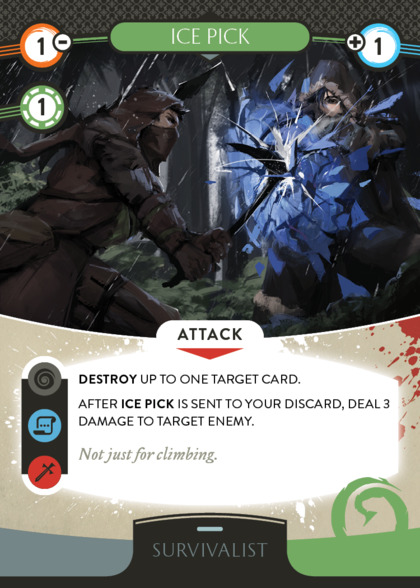 ICE PICK
1 -
+ 1
1
ATTACK
DESTROY UP TO ONE TARGET CARD.
AFTER ICE PICK IS SENT TO YOUR DISCARD, DEAL 3
DAMAGE TO TARGET ENEMY.
Not just for climbing.
SURVIVALIST